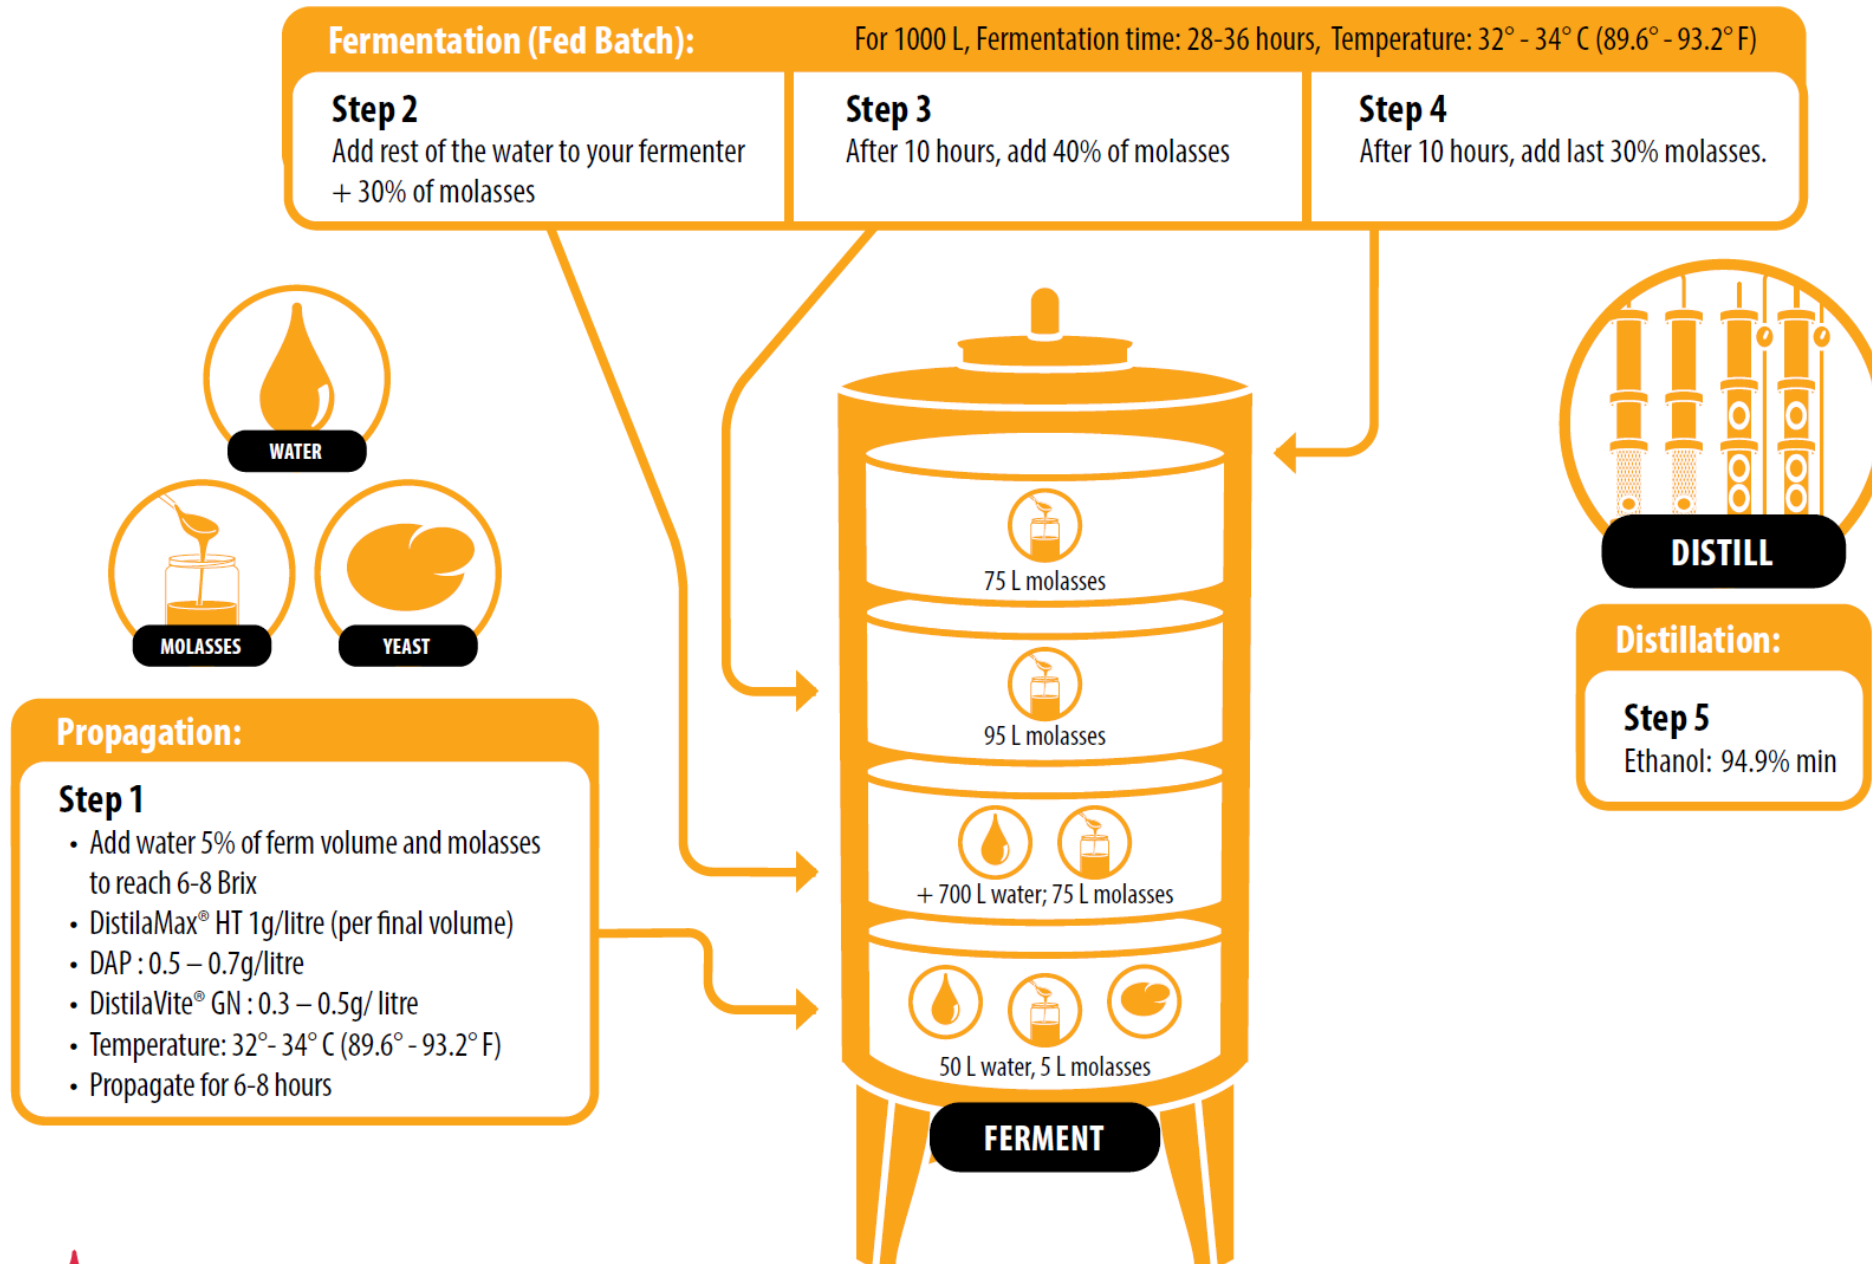 Fermentation (Fed Batch):
For 1000 L, Fermentation time: 28-36 hours, Temperature: 32° - 34° C (89.6° - 93.2° F)
Step 2
Add rest of the water to your fermenter
+ 30% of molasses
Step 3
After 10 hours, add 40% of molasses
Step 4
After 10 hours, add last 30% molasses.
WATER
MOLASSES
YEAST
Propagation:
Step 1
• Add water 5% of ferm volume and molasses
to reach 6-8 Brix
• DistilaMax® HT 1g/litre (per final volume)
• DAP : 0.5 – 0.7g/litre
• DistilaVite® GN : 0.3 – 0.5g/ litre
• Temperature: 32°- 34° C (89.6° - 93.2° F)
• Propagate for 6-8 hours
75 L molasses
95 L molasses
+ 700 L water; 75 L molasses
50 L water, 5 L molasses
FERMENT
DISTILL
Distillation:
Step 5
Ethanol: 94.9% min